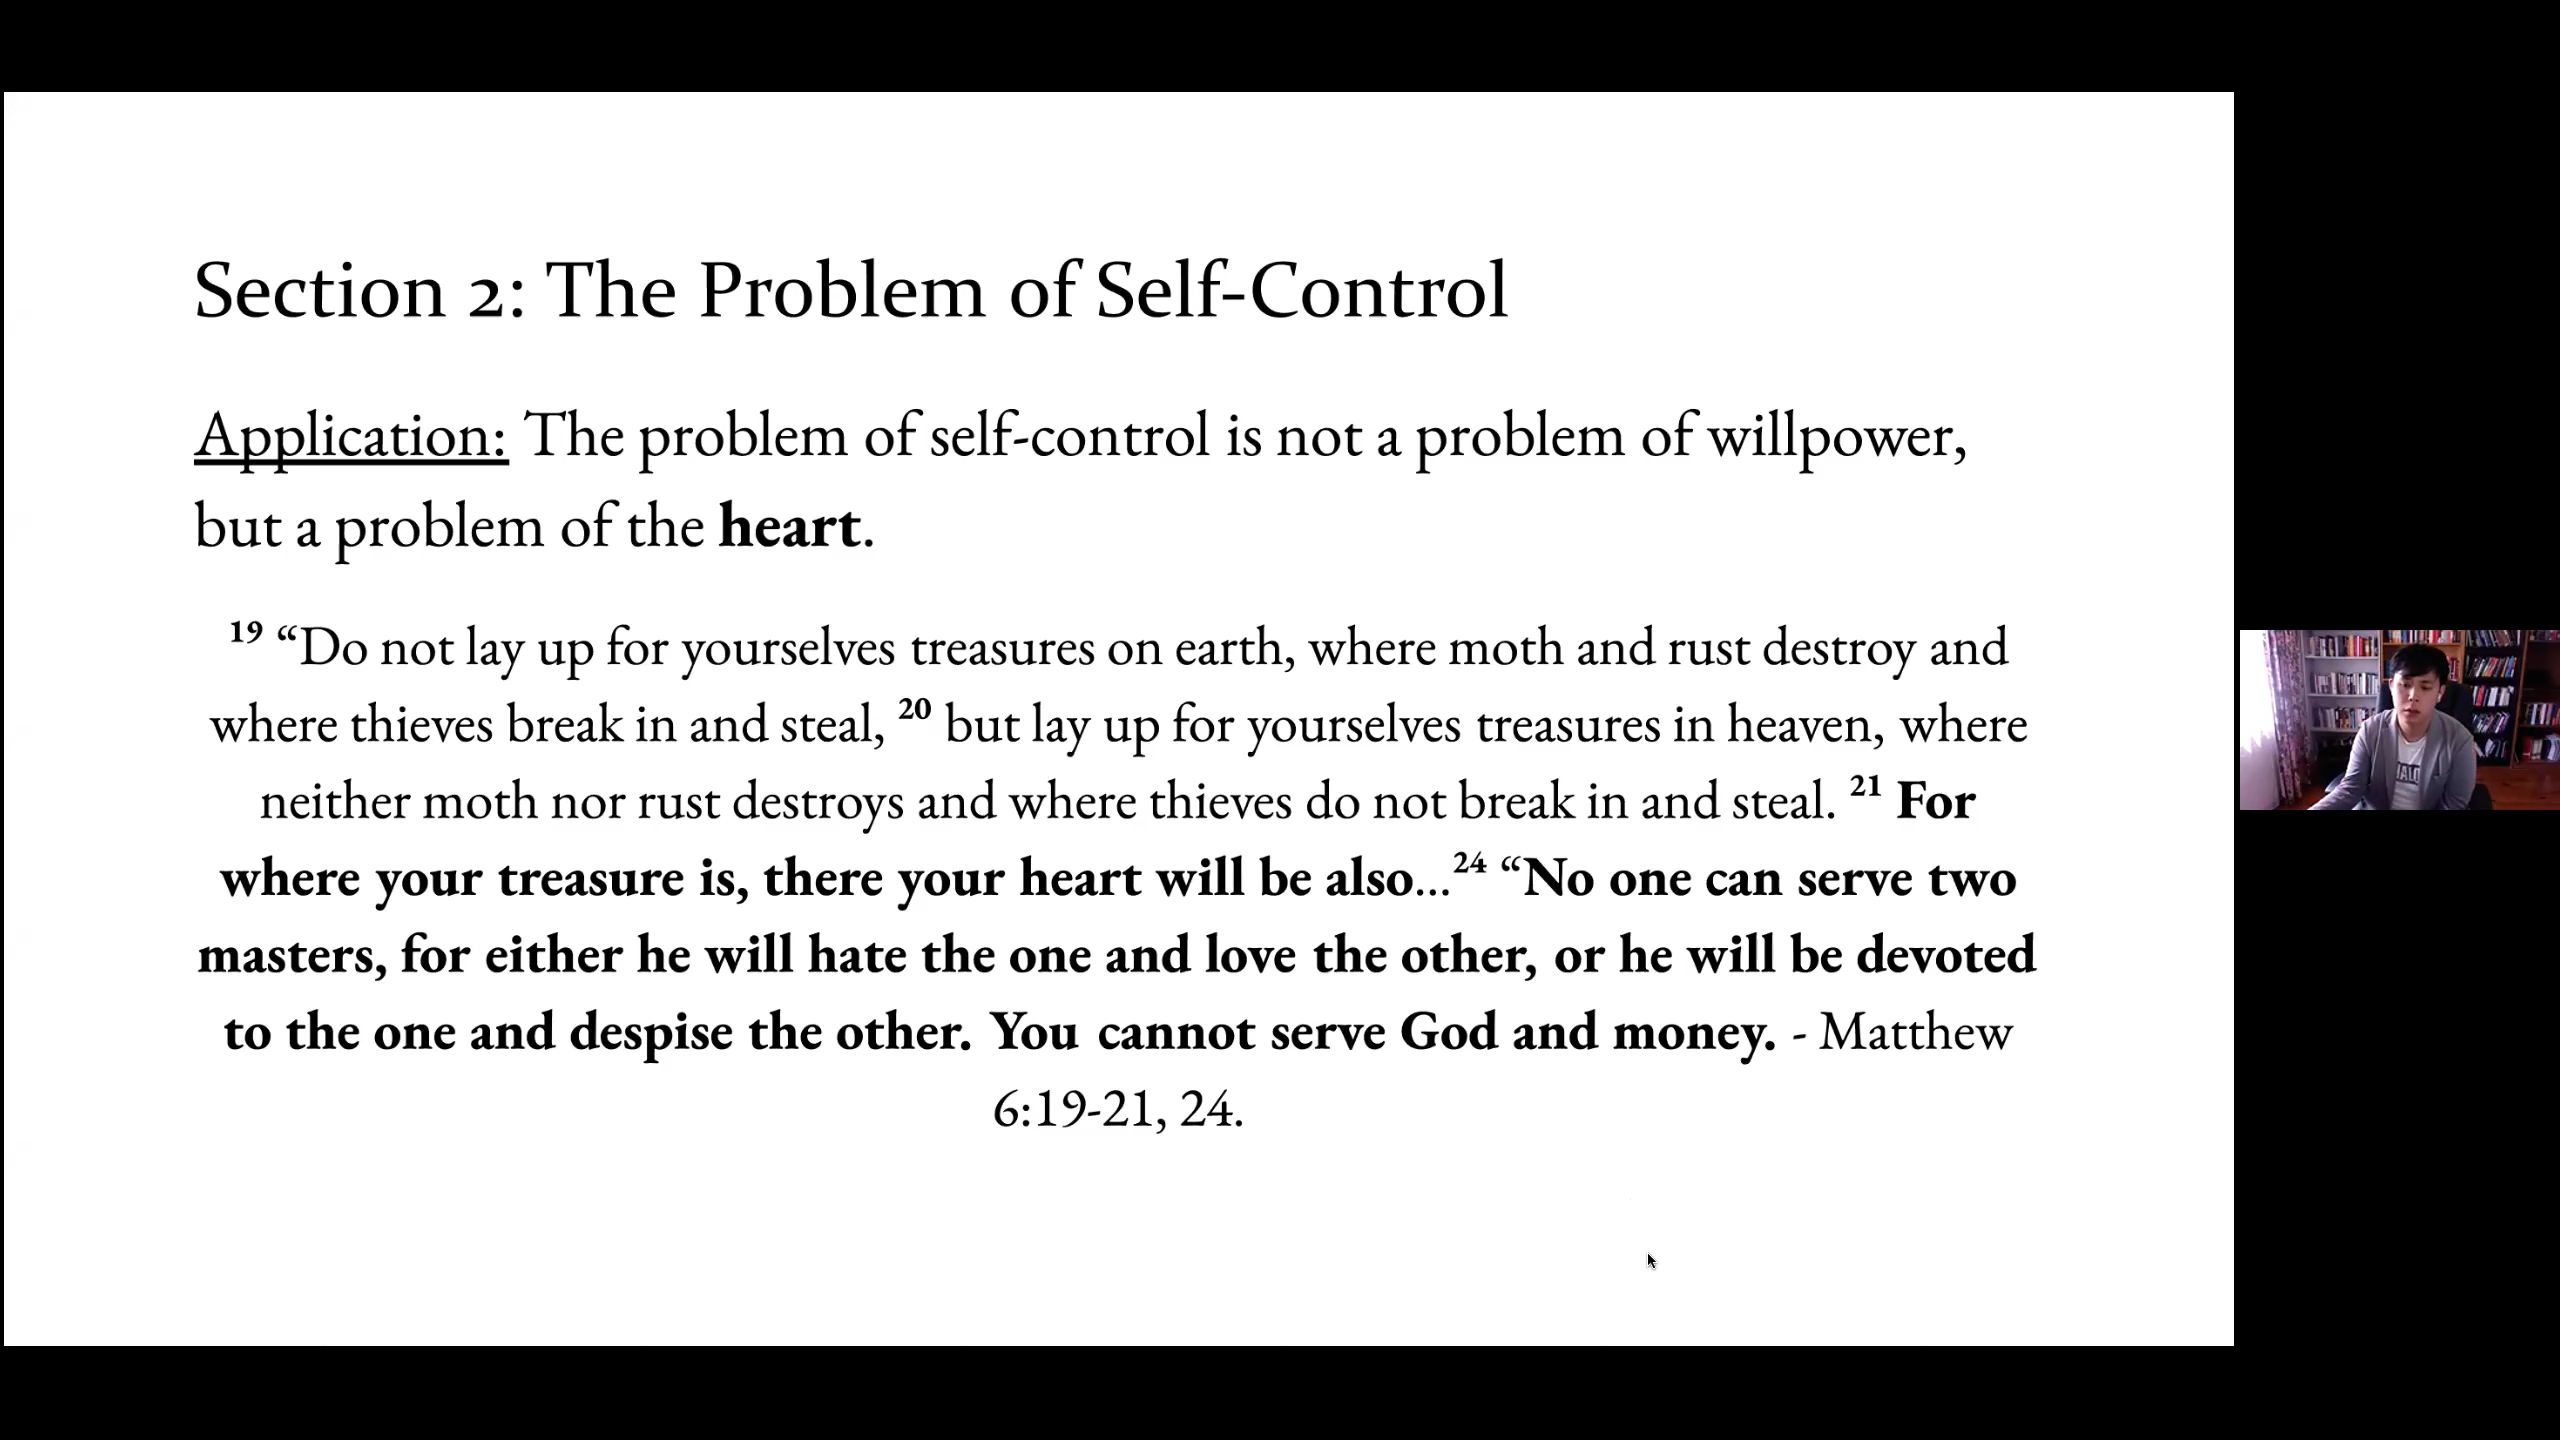 Section 2: The Problem of Self-Control
Application: The problem of self-control is not a problem of willpower,
but a problem of the heart.
19 “Do not lay up for yourselves treasures on earth, where moth and rust destroy and
where thieves break in and steal, 20 but lay up for yourselves treasures in heaven, where
neither moth nor rust destroys and where thieves do not break in and steal. 21 For
where your treasure is, there your heart will be also...24 “No one can serve two
masters, for either he will hate the one and love the other, or he will be devoted
to the one and despise the other. You cannot serve God and money. - Matthew
6:19-21, 24.